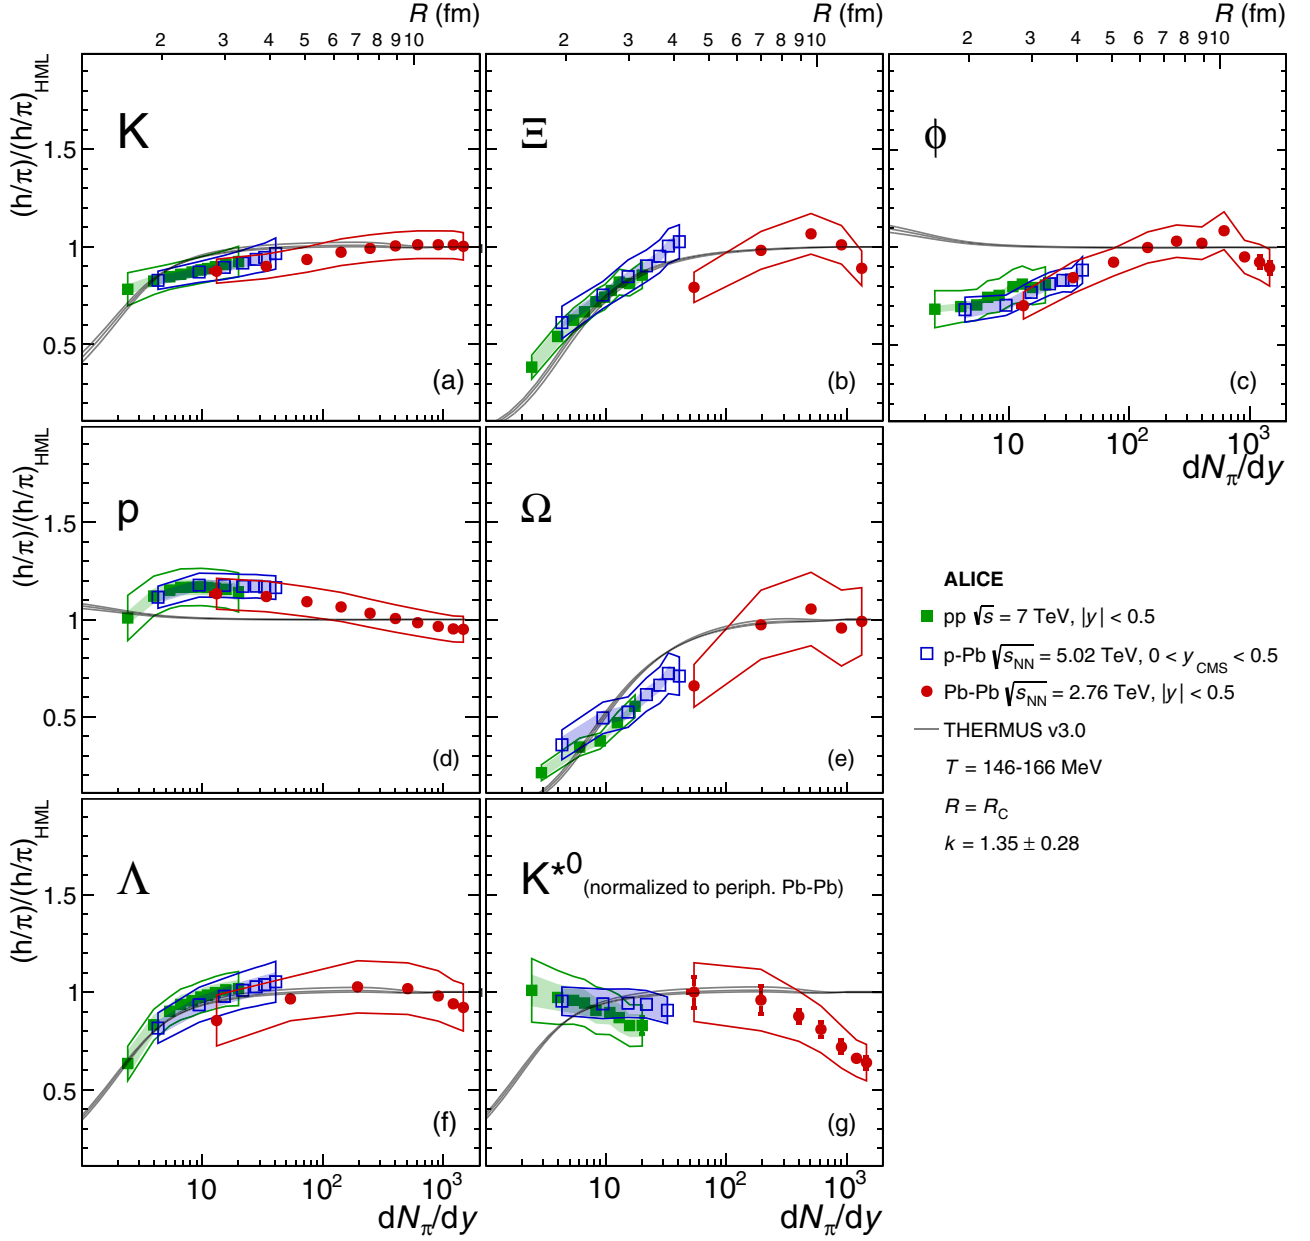 R (fm) R (fm) R (fm)
2 3 4 5 6 7 8 9 10 2 3 4 5 6 7 8 9 10 2 3 4 5 6 7 8 9 10
(h/π)/(h/π)HML
K Ξ ϕ
1.5
1
0.5
(a) (b) (c)
10 10² 10³
dNπ/dy
(h/π)/(h/π)HML
p Ω
1.5
1
0.5
(d) (e)
ALICE
pp √s = 7 TeV, |y| < 0.5
p-Pb √sNN = 5.02 TeV, 0 < yCMS < 0.5
Pb-Pb √sNN = 2.76 TeV, |y| < 0.5
THERMUS v3.0
T = 146-166 MeV
R = RC
k = 1.35 ± 0.28
(h/π)/(h/π)HML
Λ K*0 (normalized to periph. Pb-Pb)
1.5
1
0.5
(f) (g)
10 10² 10³ 10 10² 10³
dNπ/dy dNπ/dy